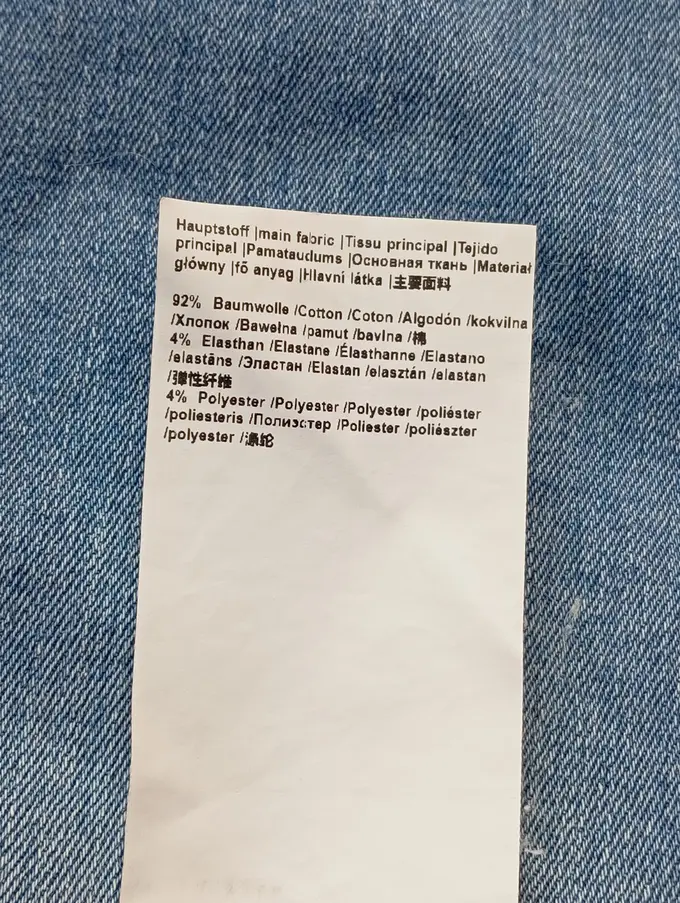 Hauptstoff |main fabric |Tissu principal |Tejido
principal |Pamataudums |Основная ткань |Materiał
główny |fő anyag |Hlavní látka |主要面料
92% Baumwolle /Cotton /Coton /Algodón /kokvilna
/Хлопок /Bawełna /pamut /bavlna /棉
4% Elasthan /Elastane /Élasthanne /Elastano
/elastāns /Эластан /Elastan /elasztán /elastan
/弹性纤维
4% Polyester /Polyester /Polyester /poliéster
/poliesteris /Полиэстер /Poliester /poliészter
/polyester /涤纶